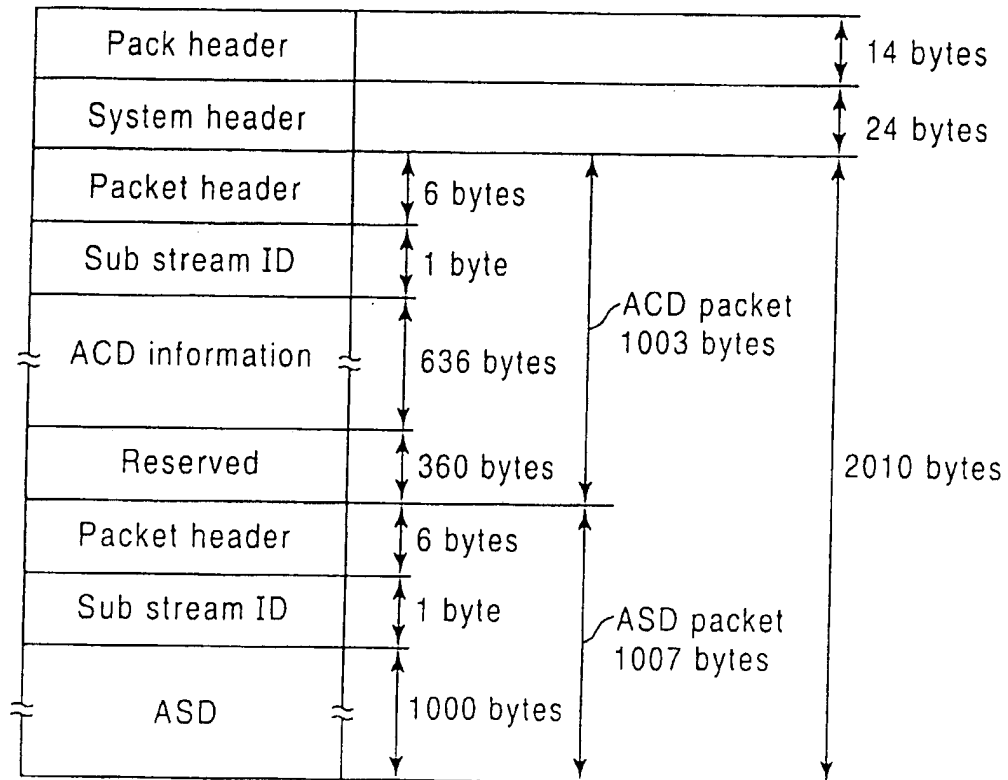 Pack header
14 bytes
System header
24 bytes
Packet header
6 bytes
Sub stream ID
1 byte
ACD information
636 bytes
ACD packet
1003 bytes
Reserved
360 bytes
2010 bytes
Packet header
6 bytes
Sub stream ID
1 byte
ASD packet
1007 bytes
ASD
1000 bytes